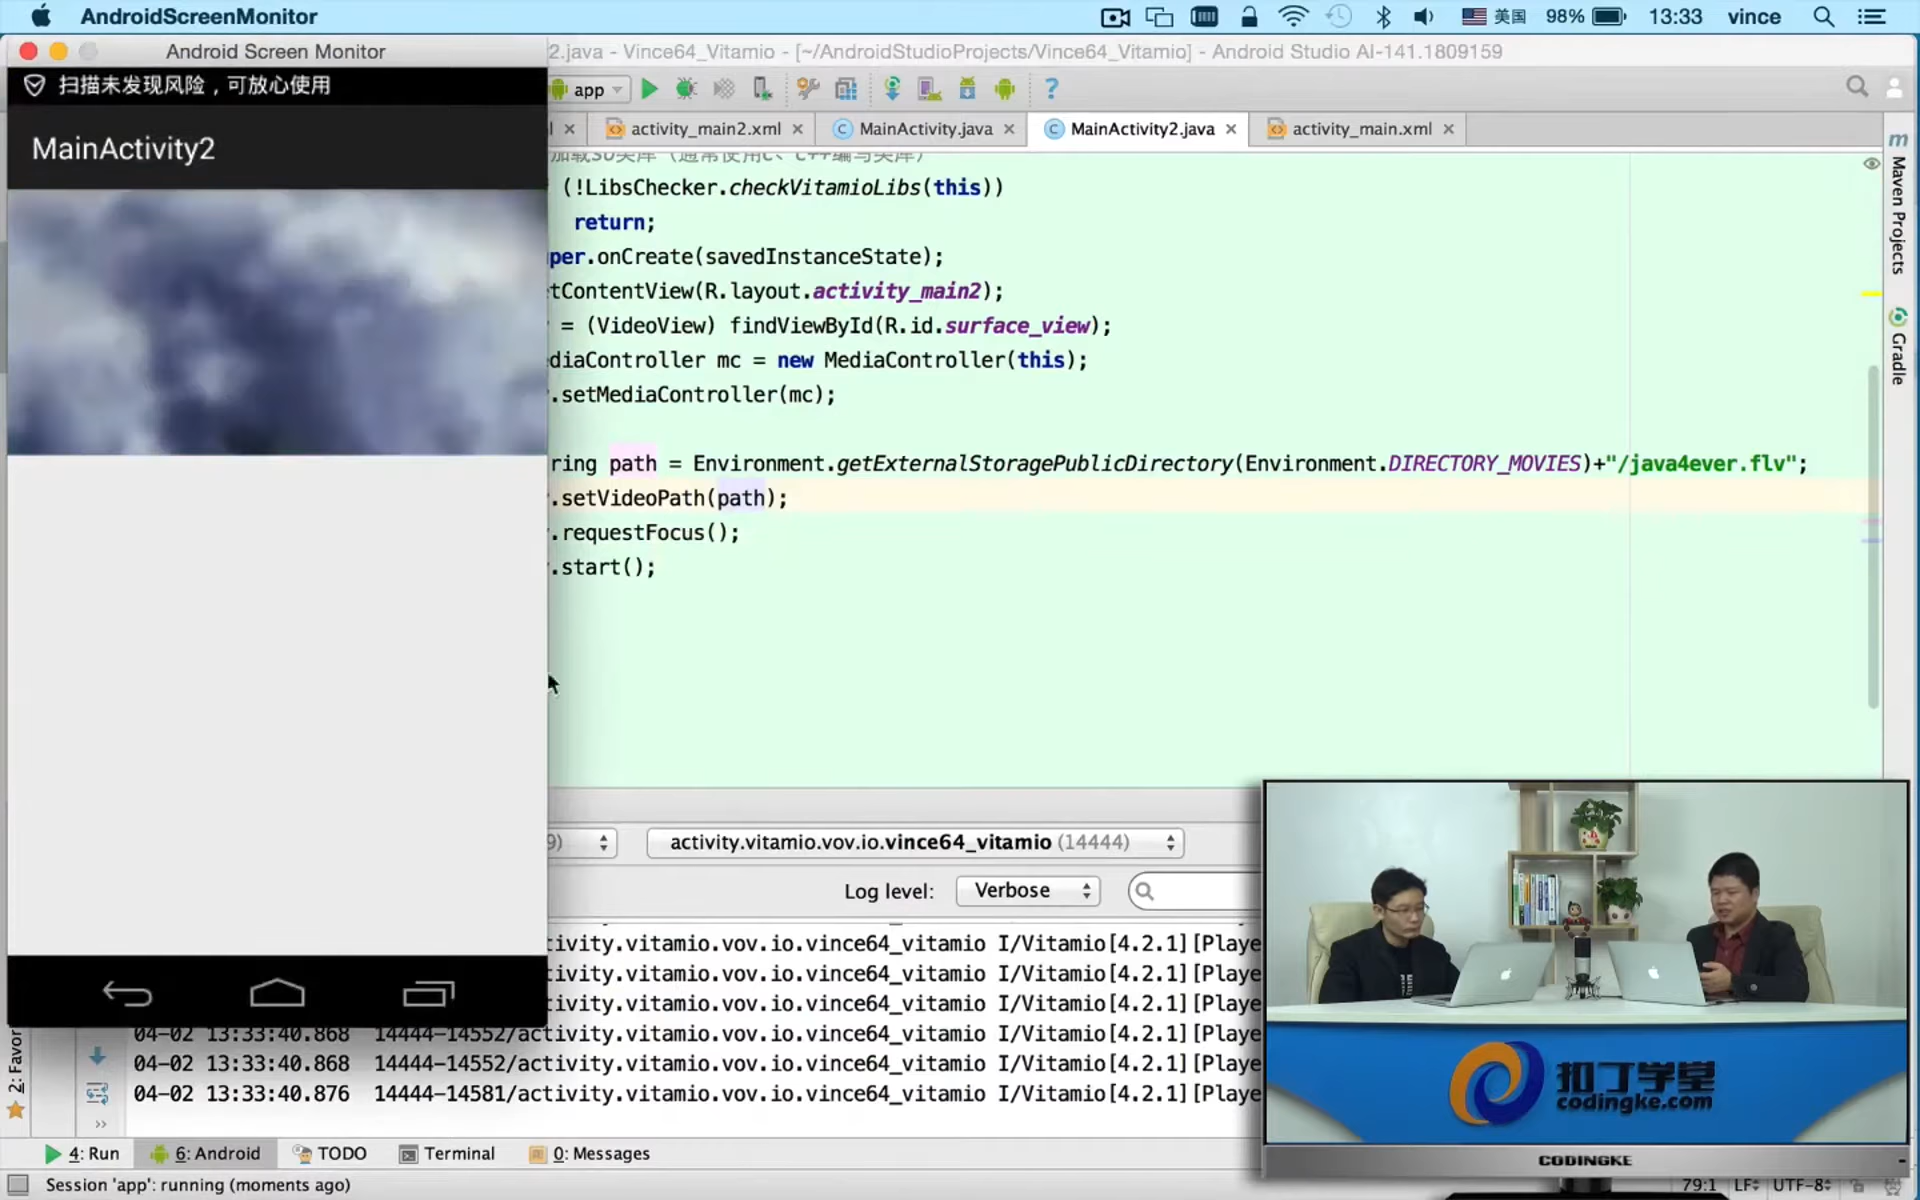 AndroidScreenMonitor
美国 98% 13:33 vince
Android Screen Monitor
2.java - Vince64_Vitamio - [~/AndroidStudioProjects/Vince64_Vitamio] - Android Studio AI-141.1809159
扫描未发现风险，可放心使用
app
MainActivity2
activity_main2.xml
MainActivity.java
MainActivity2.java
activity_main.xml
(!LibsChecker.checkVitamioLibs(this))
return;
per.onCreate(savedInstanceState);
tContentView(R.layout.activity_main2);
= (VideoView) findViewById(R.id.surface_view);
diaController mc = new MediaController(this);
.setMediaController(mc);
ring path = Environment.getExternalStoragePublicDirectory(Environment.DIRECTORY_MOVIES)+"/java4ever.flv";
.setVideoPath(path);
.requestFocus();
.start();
Maven Projects
Gradle
9)
activity.vitamio.vov.io.vince64_vitamio (14444)
Log level: Verbose
tivity.vitamio.vov.io.vince64_vitamio I/Vitamio[4.2.1][Playe
tivity.vitamio.vov.io.vince64_vitamio I/Vitamio[4.2.1][Playe
tivity.vitamio.vov.io.vince64_vitamio I/Vitamio[4.2.1][Playe
04-02 13:33:40.868 14444-14552/activity.vitamio.vov.io.vince64_vitamio I/Vitamio[4.2.1][Playe
04-02 13:33:40.868 14444-14552/activity.vitamio.vov.io.vince64_vitamio I/Vitamio[4.2.1][Playe
04-02 13:33:40.876 14444-14581/activity.vitamio.vov.io.vince64_vitamio I/Vitamio[4.2.1][Playe
2: Favor
扣丁学堂
codingke.com
CODINGKE
4: Run
6: Android
TODO
Terminal
0: Messages
Session 'app': running (moments ago)
79:1 LF UTF-8